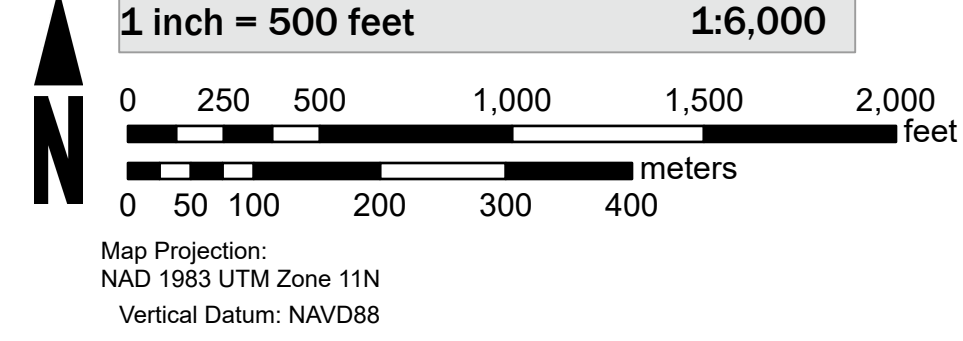 1 inch = 500 feet 1:6,000
0 250 500 1,000 1,500 2,000
feet
meters
0 50 100 200 300 400
N
Map Projection:
NAD 1983 UTM Zone 11N
Vertical Datum: NAVD88